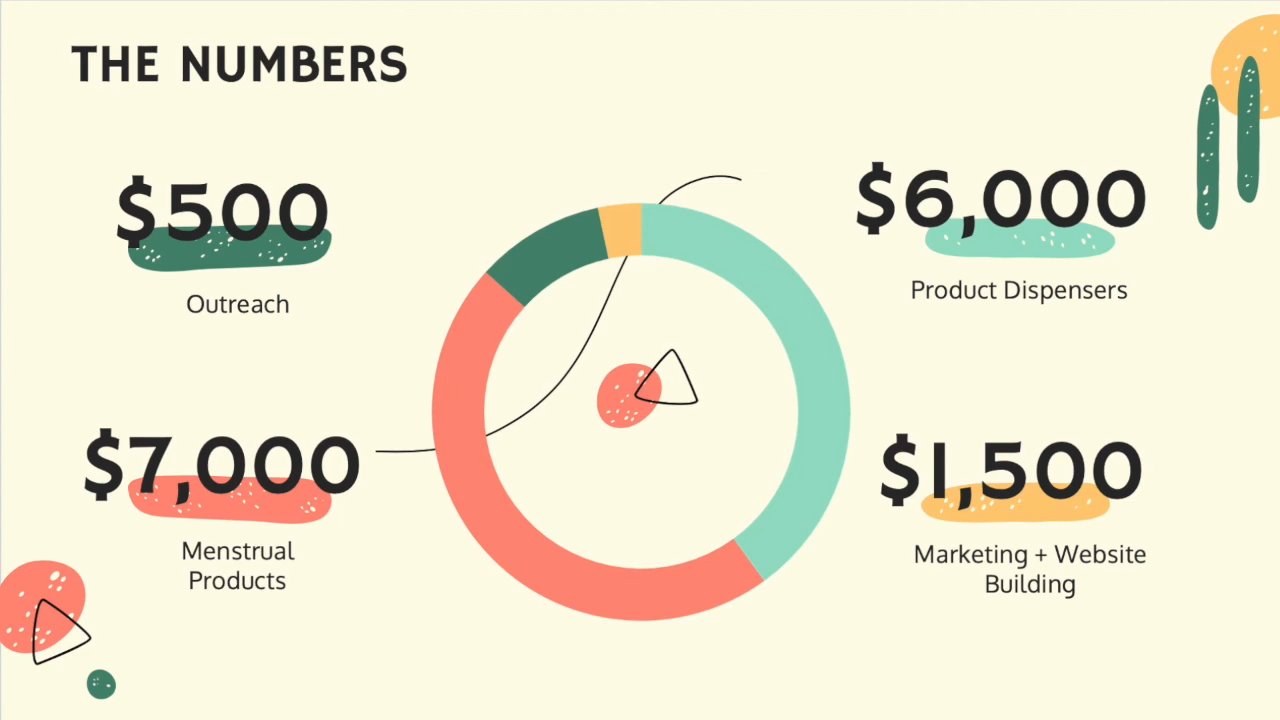 THE NUMBERS
$500
Outreach
$6,000
Product Dispensers
$7,000
Menstrual
Products
$1,500
Marketing + Website
Building